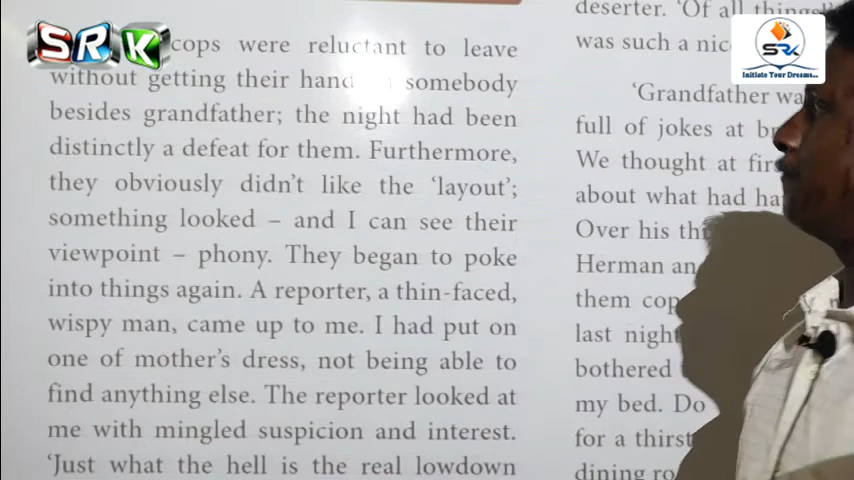 SRK
cops were reluctant to leave
without getting their hand somebody
besides grandfather; the night had been
distinctly a defeat for them. Furthermore,
they obviously didn't like the 'layout';
something looked – and I can see their
viewpoint – phony. They began to poke
into things again. A reporter, a thin-faced,
wispy man, came up to me. I had put on
one of mother's dress, not being able to
find anything else. The reporter looked at
me with mingled suspicion and interest.
'Just what the hell is the real lowdown
deserter. 'Of all
was such a nic
'Grandfather wa
full of jokes at
We thought at
about what had
Over his
Herman an
them
last night
bothered
my bed. Do
for a thirst
dining
SRK
Initiate Your Dreams...